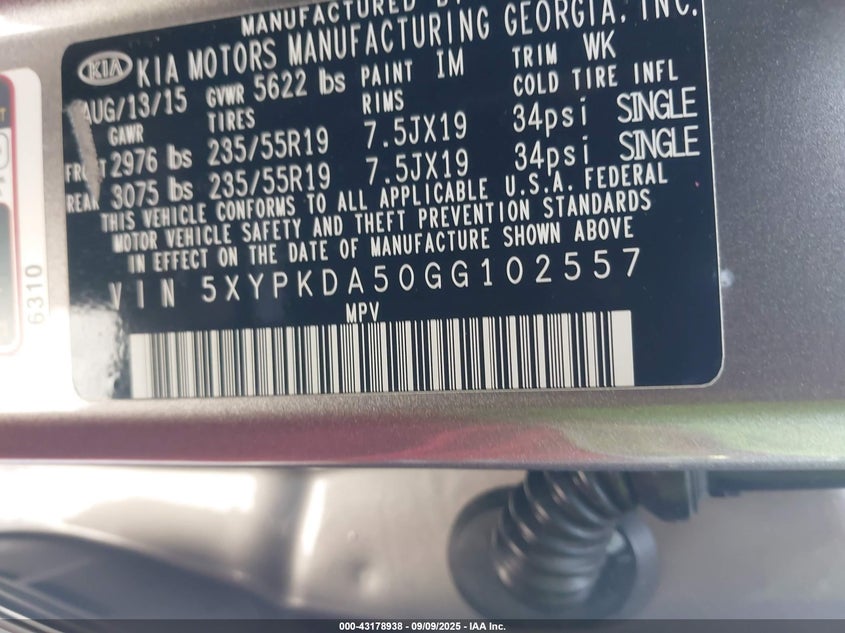 MANUFACTURED BY
KIA KIA MOTORS MANUFACTURING GEORGIA, INC.
AUG/13/15 GVWR 5622 lbs PAINT IM TRIM WK
GAWR TIRES RIMS COLD TIRE INFL
FRONT 2976 lbs 235/55R19 7.5JX19 34psi SINGLE
REAR 3075 lbs 235/55R19 7.5JX19 34psi SINGLE
THIS VEHICLE CONFORMS TO ALL APPLICABLE U.S.A. FEDERAL
MOTOR VEHICLE SAFETY AND THEFT PREVENTION STANDARDS
IN EFFECT ON THE DATE OF MANUFACTURE SHOWN ABOVE
VIN 5XYPKDA50GG102557
MPV
6310
000-43178938 - 09/09/2025 - IAA Inc.